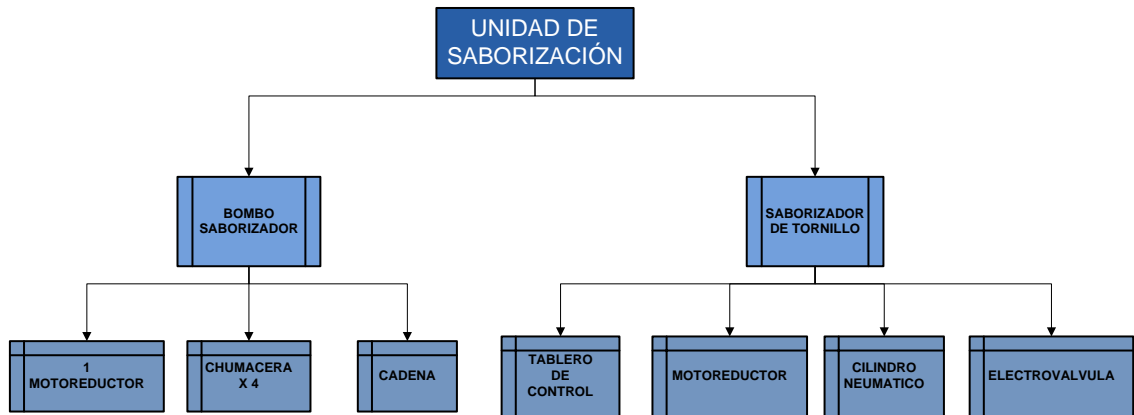 UNIDAD DE
SABORIZACIÓN
BOMBO
SABORIZADOR
SABORIZADOR
DE TORNILLO
1
MOTOREDUCTOR
CHUMACERA
X 4
CADENA
TABLERO
DE
CONTROL
MOTOREDUCTOR
CILINDRO
NEUMATICO
ELECTROVALVULA